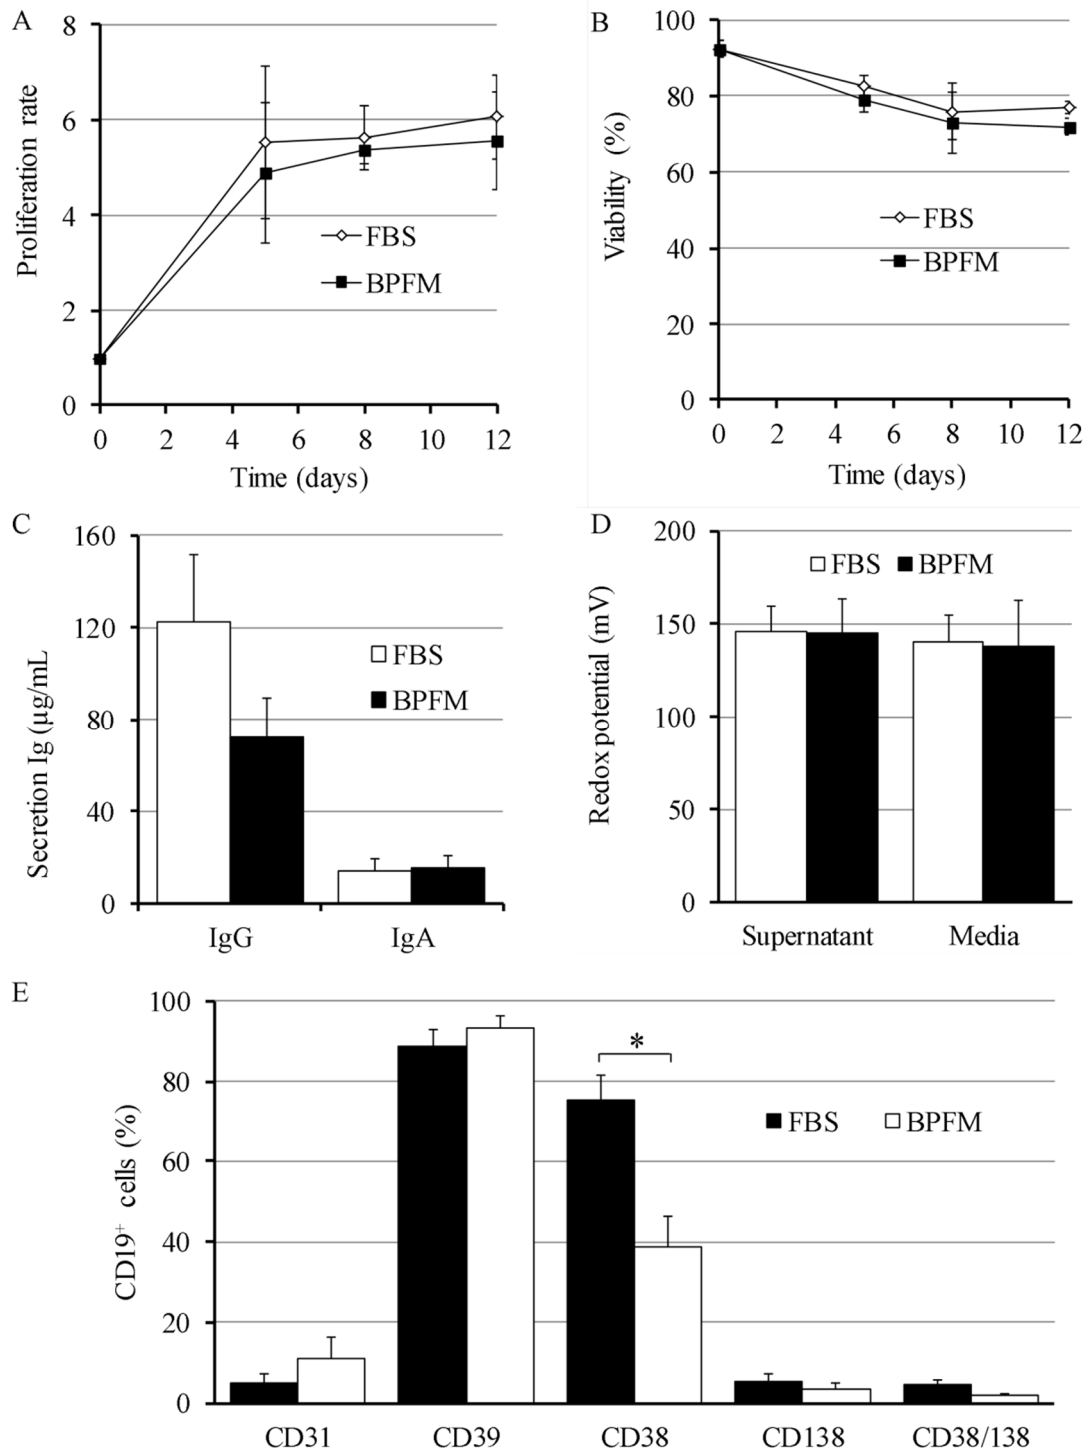 A
8
6
4
2
0
Proliferation rate
FBS
BPFM
0 2 4 6 8 10 12
Time (days)
B
100
80
60
40
20
0
Viability (%)
FBS
BPFM
0 2 4 6 8 10 12
Time (days)
C
160
120
80
40
0
Secretion Ig (µg/mL
FBS
BPFM
IgG IgA
D
200
150
100
50
0
Redox potential (mV)
FBS BPFM
Supernatant Media
E
100
80
60
40
20
0
CD19+ cells (%)
*
FBS BPFM
CD31 CD39 CD38 CD138 CD38/138